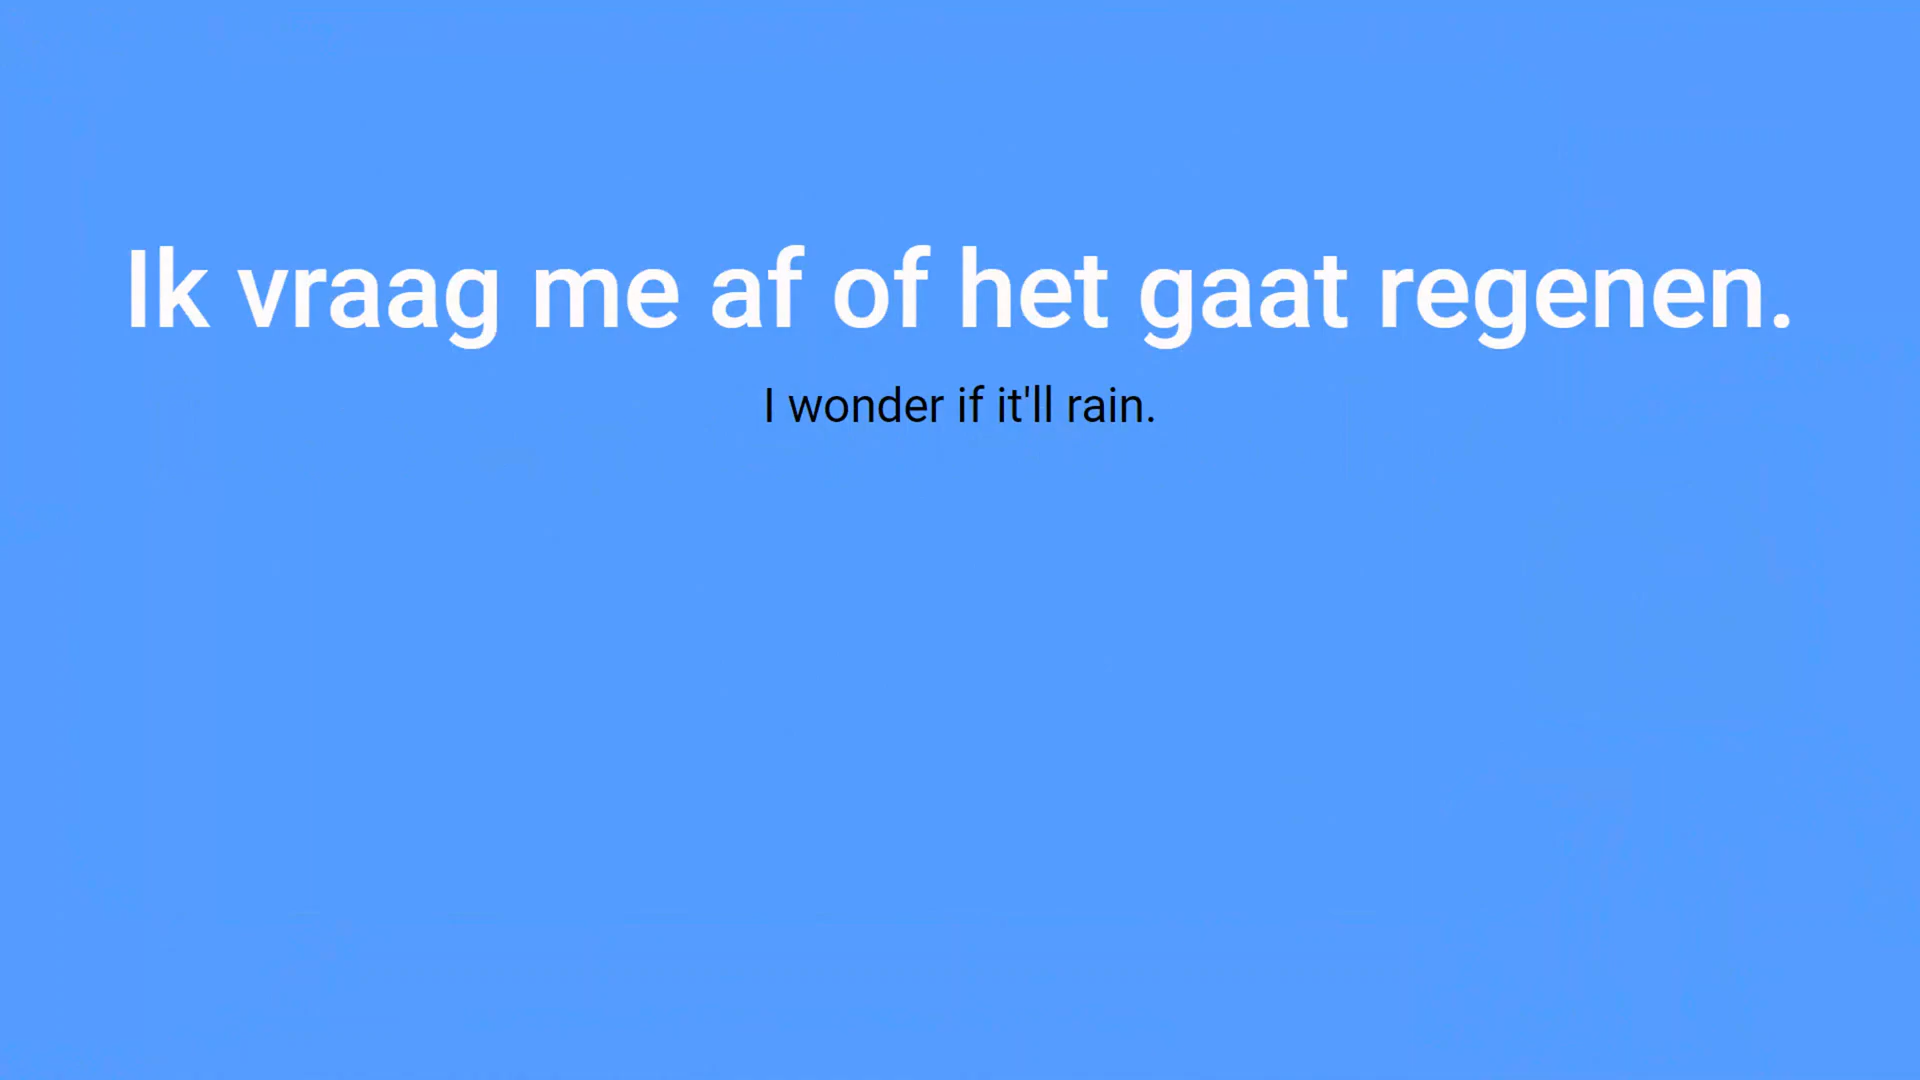 Ik vraag me af of het gaat regenen.
I wonder if it'll rain.